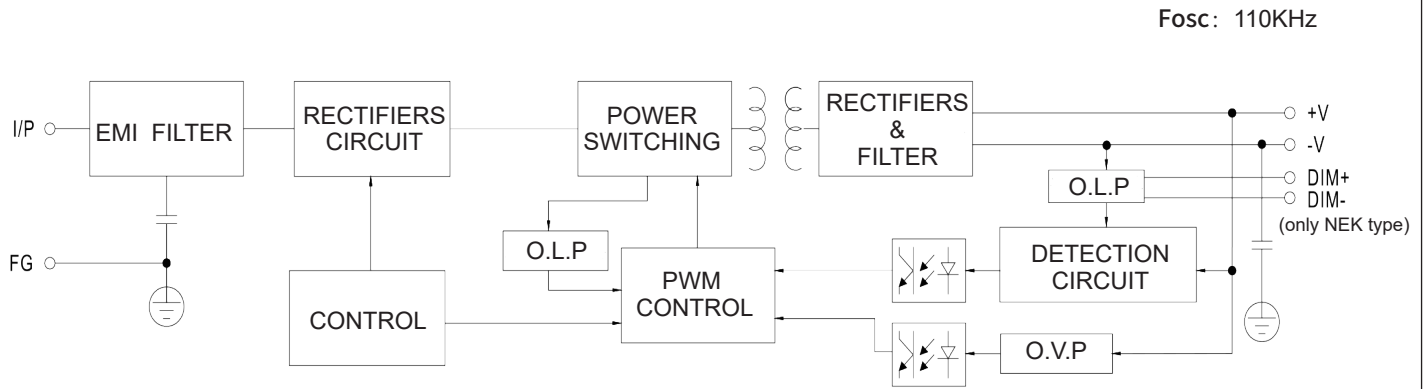 Fosc: 110KHz
I/P
EMI FILTER
RECTIFIERS
CIRCUIT
POWER
SWITCHING
RECTIFIERS
&
FILTER
+V
-V
O.L.P
DIM+
DIM-
(only NEK type)
FG
O.L.P
DETECTION
CIRCUIT
CONTROL
PWM
CONTROL
O.V.P